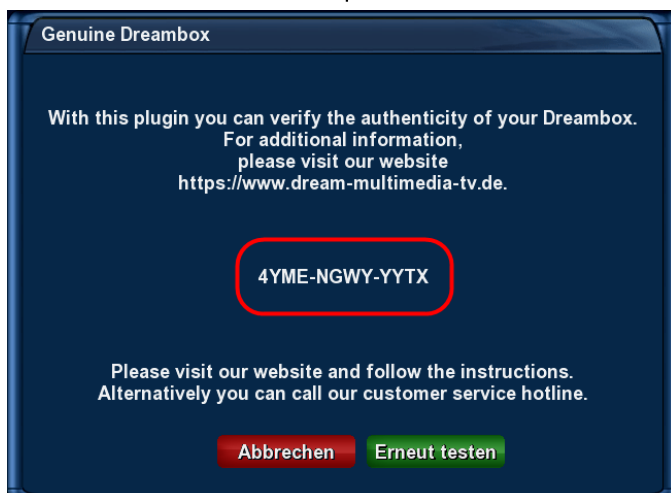 Genuine Dreambox
With this plugin you can verify the authenticity of your Dreambox.
For additional information,
please visit our website
https://www.dream-multimedia-tv.de.
4YME-NGWY-YYTX
Please visit our website and follow the instructions.
Alternatively you can call our customer service hotline.
Abbrechen Erneut testen